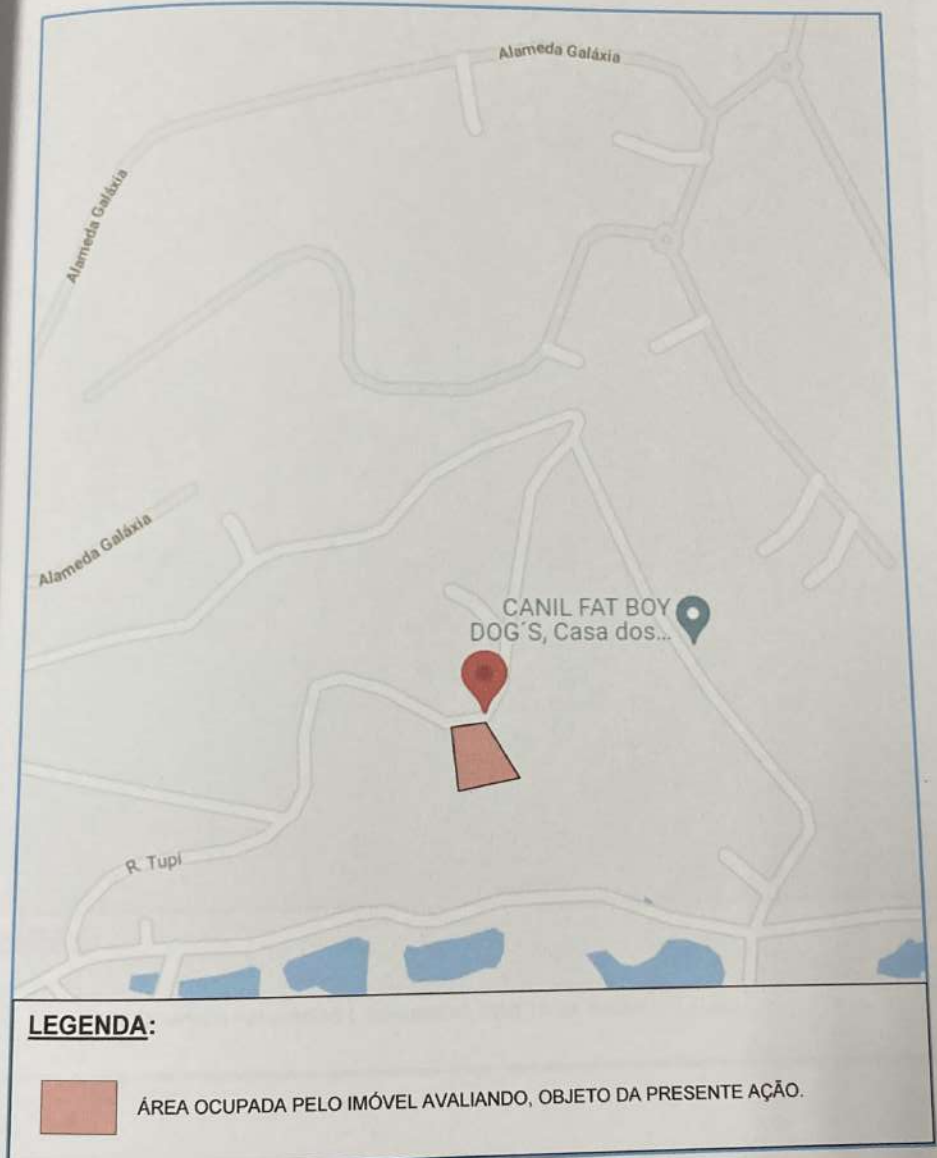 Alameda Galáxia
Alameda Galáxia
Alameda Galáxia
CANIL FAT BOY
DOG´S, Casa dos...
R. Tupi
LEGENDA:
ÁREA OCUPADA PELO IMÓVEL AVALIANDO, OBJETO DA PRESENTE AÇÃO.